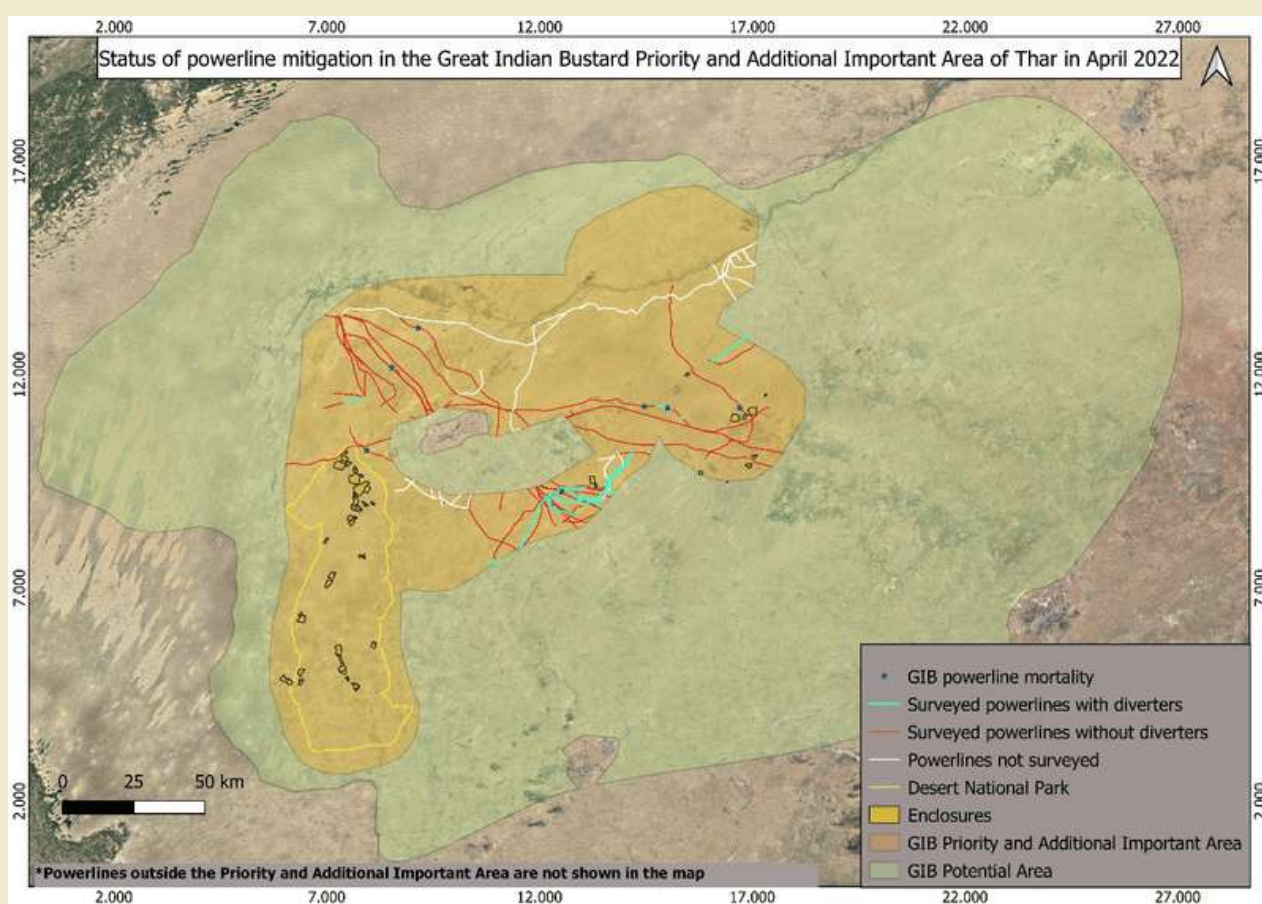 2.000 7.000 12.000 17.000 22.000 27.000
Status of powerline mitigation in the Great Indian Bustard Priority and Additional Important Area of Thar in April 2022
17.000 17.000
12.000 12.000
7.000 7.000
2.000 2.000
GIB powerline mortality
Surveyed powerlines with diverters
Surveyed powerlines without diverters
Powerlines not surveyed
Desert National Park
Enclosures
GIB Priority and Additional Important Area
GIB Potential Area
0 25 50 km
*Powerlines outside the Priority and Additional Important Area are not shown in the map
2.000 7.000 12.000 17.000 22.000 27.000